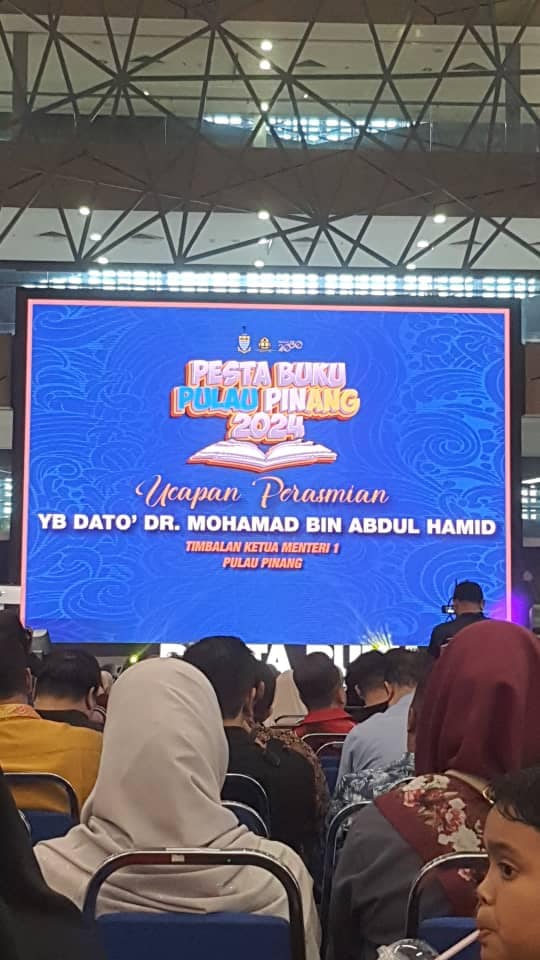 PESTA BUKU
PULAU PINANG
2024
Ucapan Perasmian
YB DATO' DR. MOHAMAD BIN ABDUL HAMID
TIMBALAN KETUA MENTERI 1
PULAU PINANG